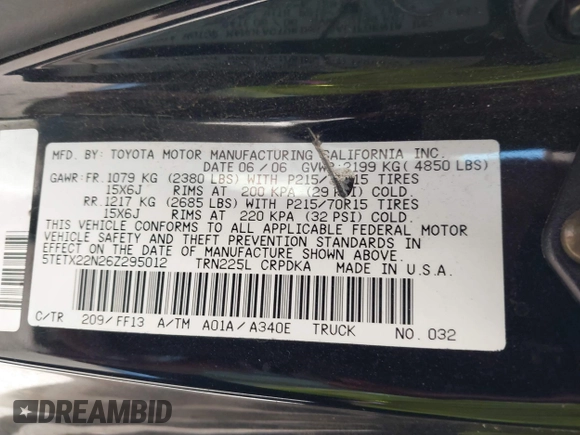 MFD. BY: TOYOTA MOTOR MANUFACTURING CALIFORNIA INC.
DATE 06/06 GVWR: 2199 KG(4850 LBS)
GAWR:FR. 1079 KG (2380 LBS) WITH P215/70R15 TIRES
15X6J RIMS AT 200 KPA (29 PSI) COLD.
RR. 1217 KG (2685 LBS) WITH P215/70R15 TIRES
15X6J RIMS AT 220 KPA (32 PSI) COLD.
THIS VEHICLE CONFORMS TO ALL APPLICABLE FEDERAL MOTOR
VEHICLE SAFETY STANDARDS IN EFFECT ON THE DATE OF
MANUFACTURE SHOWN ABOVE.
5TETX22N26Z295012 TRN225L CRPDKA MADE IN U.S.A.
C/TR 209/FF13 A/TM A01A/A340E TRUCK NO. 032
DREAMBID